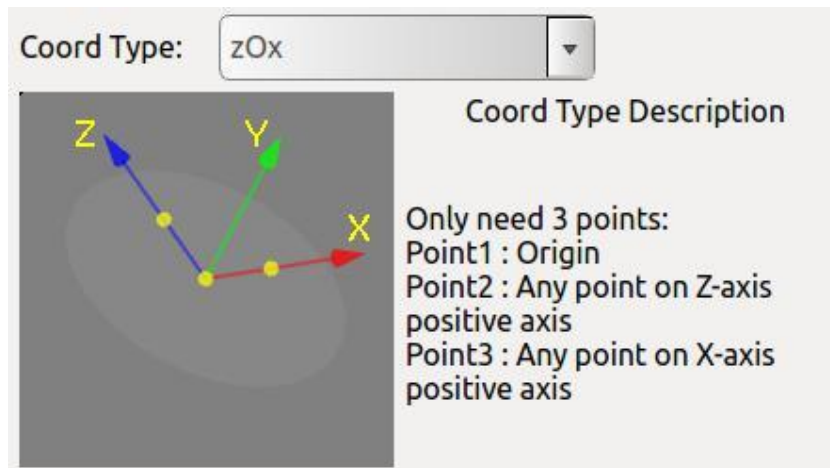 Coord Type: zOx
Coord Type Description
Z
Y
X
Only need 3 points:
Point1 : Origin
Point2 : Any point on Z-axis
positive axis
Point3 : Any point on X-axis
positive axis